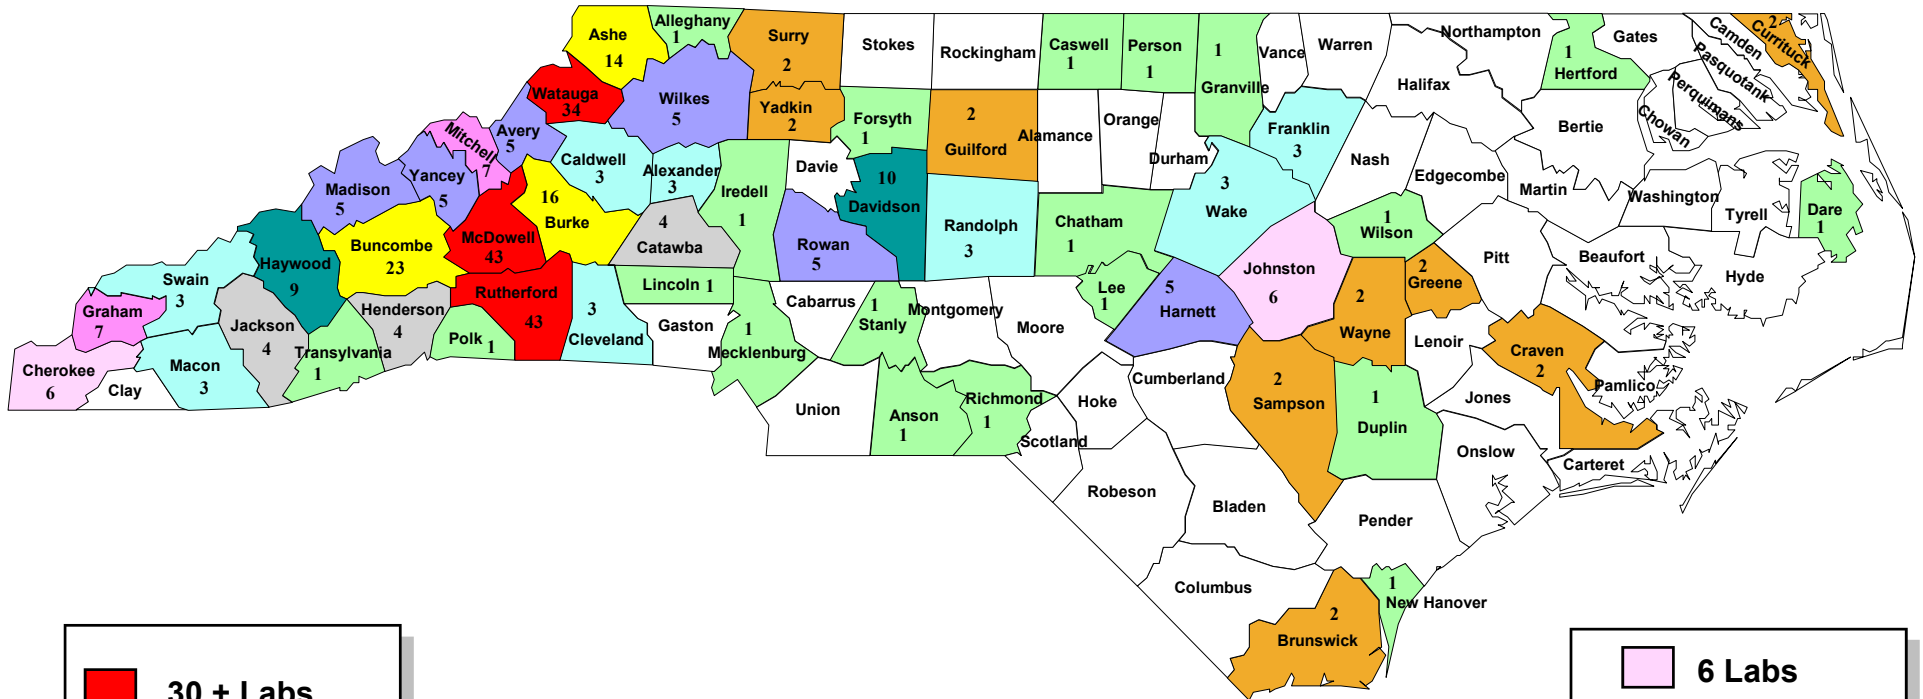 Ashe
14
Alleghany
1
Surry
2
Stokes
Rockingham
Caswell
1
Person
1
1
Granville
Vance
Warren
Northampton
Halifax
1
Hertford
Gates
Camden
Pasquotank
Perquimans
Chowan
2
Currituck
Watauga
34
Wilkes
5
Yadkin
2
Forsyth
1
2
Guilford
Alamance
Orange
Durham
Franklin
3
Nash
Edgecombe
Bertie
Martin
Washington
Tyrrell
Dare
1
Mitchell
7
Avery
5
Caldwell
3
Alexander
3
Iredell
1
Davie
10
Davidson
Randolph
3
Chatham
1
3
Wake
1
Wilson
Madison
5
Yancey
5
16
Burke
4
Catawba
Rowan
5
McDowell
43
Buncombe
23
Haywood
9
Swain
3
Graham
7
Jackson
4
Henderson
4
Transylvania
1
Polk
1
Rutherford
43
3
Cleveland
Lincoln 1
Gaston
1
Mecklenburg
Cabarrus
1
Stanly
Montgomery
Moore
Lee
1
5
Harnett
Johnston
6
2
Wayne
2
Greene
Pitt
Beaufort
Hyde
Lenoir
Craven
2
Pamlico
Jones
Cherokee
6
Clay
Macon
3
Union
Anson
1
Richmond
1
Scotland
Hoke
Cumberland
2
Sampson
1
Duplin
Onslow
Carteret
Robeson
Bladen
Pender
Columbus
2
Brunswick
1
New Hanover
30 + Labs
6 Labs